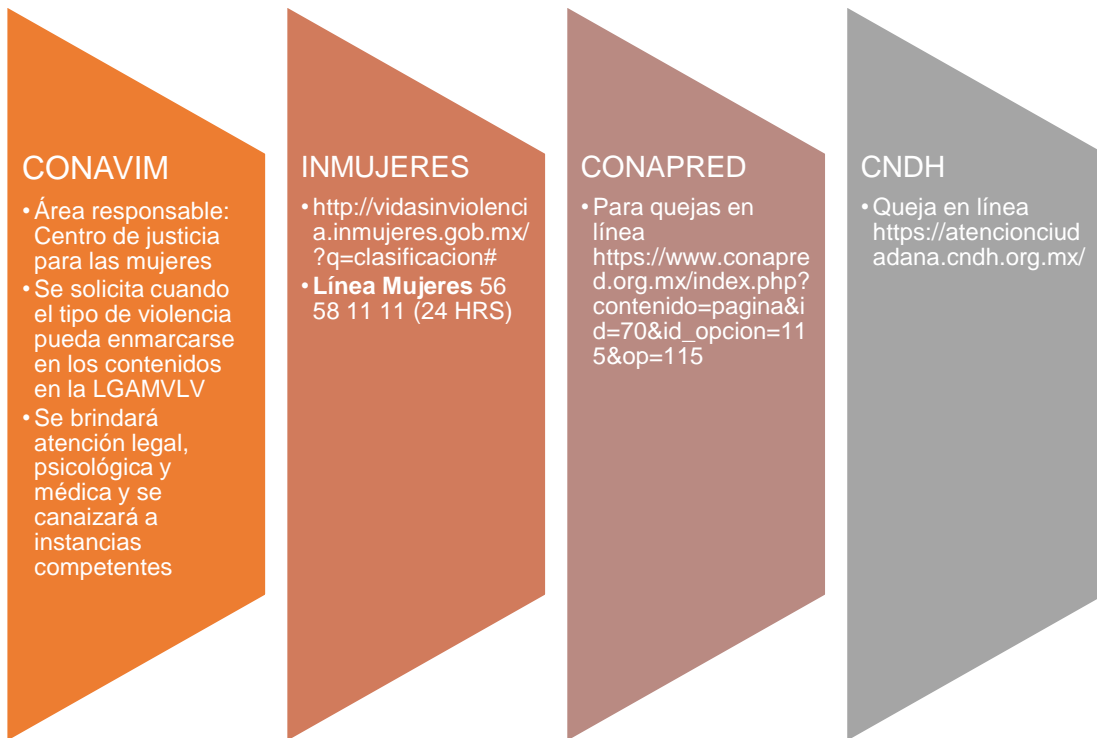 CONAVIM
• Área responsable:
Centro de justicia
para las mujeres
• Se solicita cuando
el tipo de violencia
pueda enmarcarse
en los contenidos
en la LGAMVLV
• Se brindará
atención legal,
psicológica y
médica y se
canaizará a
instancias
competentes
INMUJERES
• http://vidasinviolenci
a.inmujeres.gob.mx/
?q=clasificacion#
• Línea Mujeres 56
58 11 11 (24 HRS)
CONAPRED
• Para quejas en
línea
https://www.conapre
d.org.mx/index.php?
contenido=pagina&i
d=70&id_opcion=11
5&op=115
CNDH
• Queja en línea
https://atencionciud
adana.cndh.org.mx/